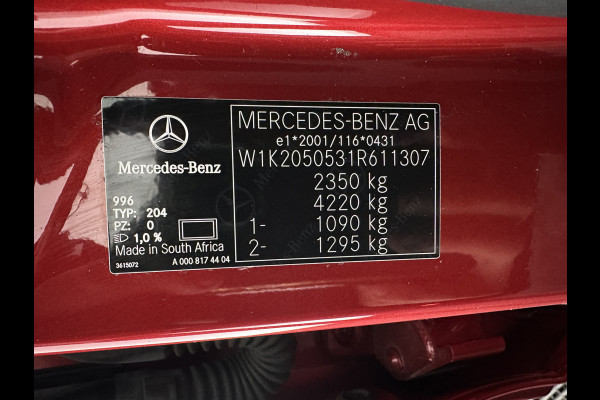 Mercedes-Benz
996
TYP: 204
PZ: 0
1,0 %
Made in South Africa
3615072 A 000 817 44 04
MERCEDES-BENZ AG
e1*2001/116*0431
W1K2050531R611307
2350 kg
4220 kg
1- 1090 kg
2- 1295 kg